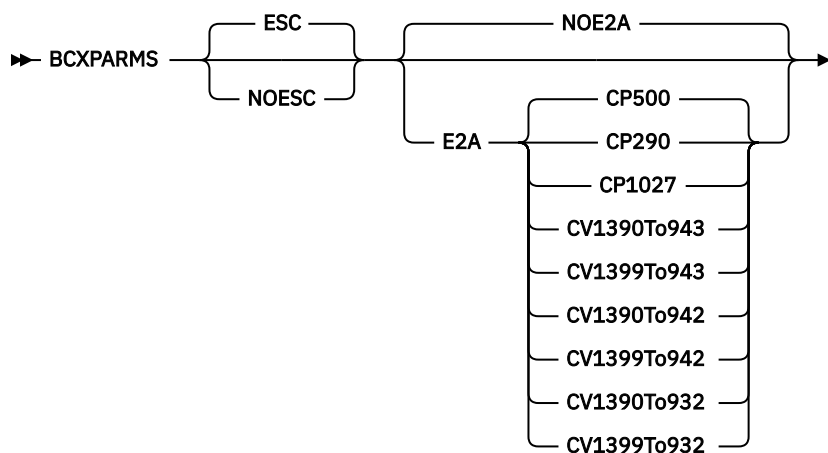 ESC
NOE2A
BCXPARMS
NOESC
CP500
E2A
CP290
CP1027
CV1390To943
CV1399To943
CV1390To942
CV1399To942
CV1390To932
CV1399To932